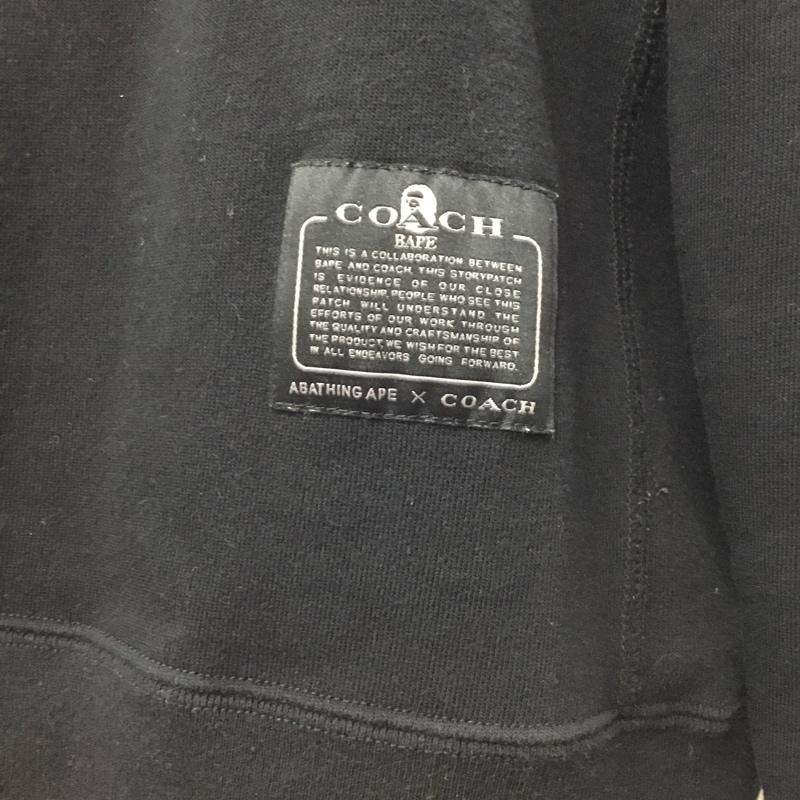 COACH
BAPE
THIS IS A COLLABORATION BETWEEN
BAPE AND COACH. THIS STORYPATCH
IS EVIDENCE OF OUR CLOSE
RELATIONSHIP. PEOPLE WHO SEE THIS
PATCH WILL UNDERSTAND THE
EFFORTS OF OUR WORK. THROUGH
THE QUALITY AND CRAFTSMANSHIP OF
THE PRODUCT, WE WISH FOR THE BEST
IN ALL ENDEAVORS GOING FORWARD.
A BATHING APE × COACH